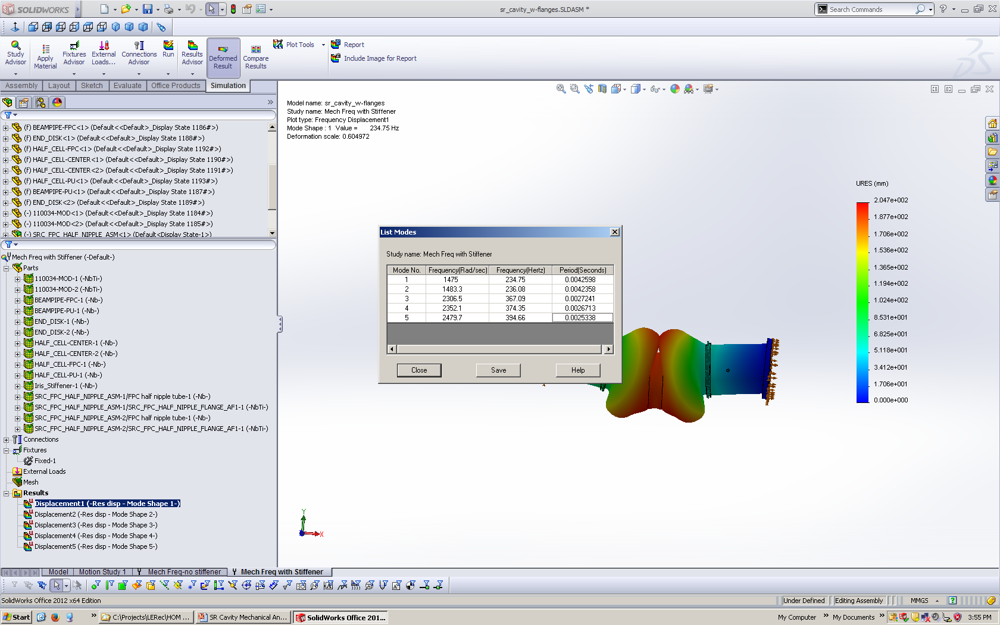 SOLIDWORKS
sr_cavity_w-flanges.SLDASM *
Search Commands
Study Advisor
Apply Material
Fixtures Advisor
External Loads...
Connections Advisor
Run
Results Advisor
Deformed Result
Compare Results
Plot Tools
Report
Include Image for Report
Assembly Layout Sketch Evaluate Office Products Simulation
(f) BEAMPIPE-FPC<1> (Default<<Default>_Display State 1186#>)
(f) END_DISK<1> (Default<<Default>_Display State 1188#>)
(f) HALF_CELL-FPC<1> (Default<<Default>_Display State 1192#>)
(f) HALF_CELL-CENTER<1> (Default<<Default>_Display State 1190#>)
(f) HALF_CELL-CENTER<2> (Default<<Default>_Display State 1191#>)
(f) HALF_CELL-PU<1> (Default<<Default>_Display State 1193#>)
(f) BEAMPIPE-PU<1> (Default<<Default>_Display State 1187#>)
(f) END_DISK<2> (Default<<Default>_Display State 1189#>)
(-) 110034-MOD<1> (Default<<Default>_Display State 1184#>)
(-) 110034-MOD<2> (Default<<Default>_Display State 1185#>)
(-) SRC_FPC_HALF_NIPPLE_ASM<1> (Default<Display State-1>)
Mech Freq with Stiffener (-Default-)
Parts
110034-MOD-1 (-NbTi-)
110034-MOD-2 (-NbTi-)
BEAMPIPE-FPC-1 (-Nb-)
BEAMPIPE-PU-1 (-Nb-)
END_DISK-1 (-Nb-)
END_DISK-2 (-Nb-)
HALF_CELL-CENTER-1 (-Nb-)
HALF_CELL-CENTER-2 (-Nb-)
HALF_CELL-FPC-1 (-Nb-)
HALF_CELL-PU-1 (-Nb-)
Iris_Stiffener-1 (-Nb-)
SRC_FPC_HALF_NIPPLE_ASM-1/FPC half nipple tube-1 (-Nb-)
SRC_FPC_HALF_NIPPLE_ASM-1/SRC_FPC_HALF_NIPPLE_FLANGE_AF1-1 (-NbTi-)
SRC_FPC_HALF_NIPPLE_ASM-2/FPC half nipple tube-1 (-Nb-)
SRC_FPC_HALF_NIPPLE_ASM-2/SRC_FPC_HALF_NIPPLE_FLANGE_AF1-1 (-NbTi-)
Connections
Fixtures
Fixed-1
External Loads
Mesh
Results
Displacement1 (-Res disp - Mode Shape 1-)
Displacement2 (-Res disp - Mode Shape 2-)
Displacement3 (-Res disp - Mode Shape 3-)
Displacement4 (-Res disp - Mode Shape 4-)
Displacement5 (-Res disp - Mode Shape 5-)
Model name: sr_cavity_w-flanges
Study name: Mech Freq with Stiffener
Plot type: Frequency Displacement1
Mode Shape : 1 Value = 234.75 Hz
Deformation scale: 0.604972
List Modes
Study name: Mech Freq with Stiffener
Mode No. Frequency(Rad/sec) Frequency(Hertz) Period(Seconds)
1 1475 234.75 0.0042598
2 1483.3 236.08 0.0042358
3 2306.5 367.09 0.0027241
4 2352.1 374.35 0.0026713
5 2479.7 394.66 0.0025338
Close Save Help
URES (mm)
2.047e+002
1.877e+002
1.706e+002
1.536e+002
1.365e+002
1.194e+002
1.024e+002
8.531e+001
6.825e+001
5.118e+001
3.412e+001
1.706e+001
0.000e+000
Y
X
Model Motion Study 1 Mech Freq-no stiffener Mech Freq with Stiffener
SolidWorks Office 2012 x64 Edition
Under Defined Editing Assembly MMGS
Start
C:\Projects\LERec\HOM ...
SR Cavity Mechanical An...
SolidWorks Office 201...
My Computer
My Documents
3:55 PM